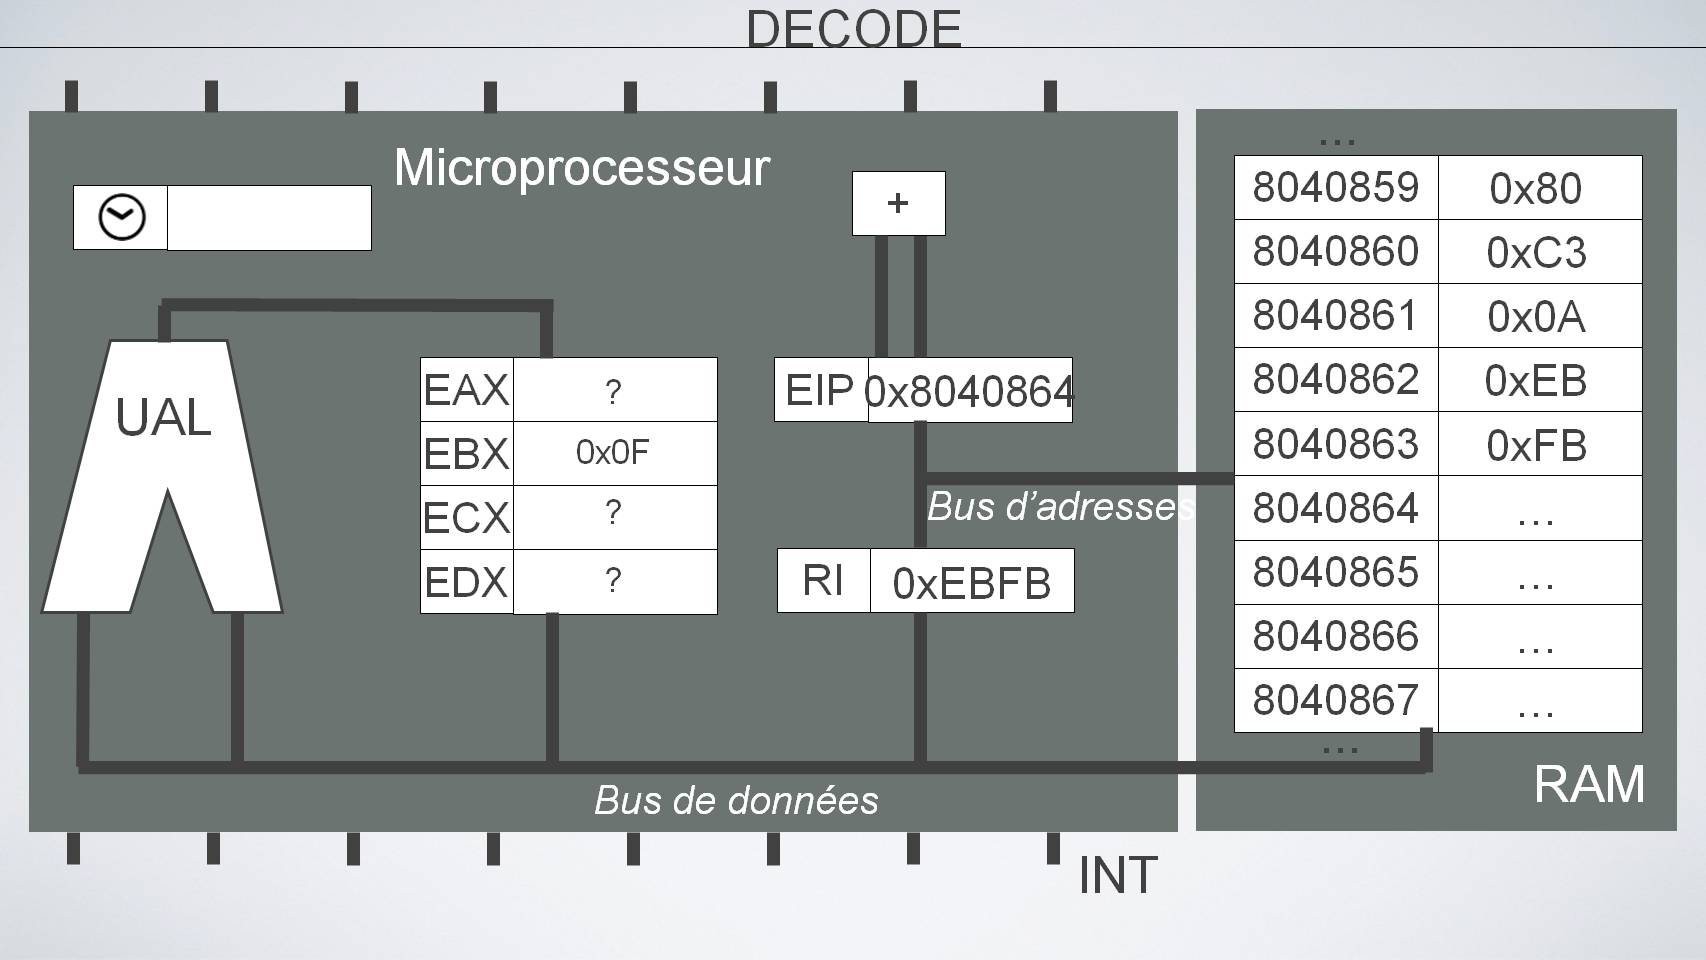 DECODE
Microprocesseur
+
UAL
EAX ?
EBX 0x0F
ECX ?
EDX ?
EIP 0x8040864
Bus d’adresses
RI 0xEBFB
Bus de données
INT
...
8040859 0x80
8040860 0xC3
8040861 0x0A
8040862 0xEB
8040863 0xFB
8040864 ...
8040865 ...
8040866 ...
8040867 ...
...
RAM